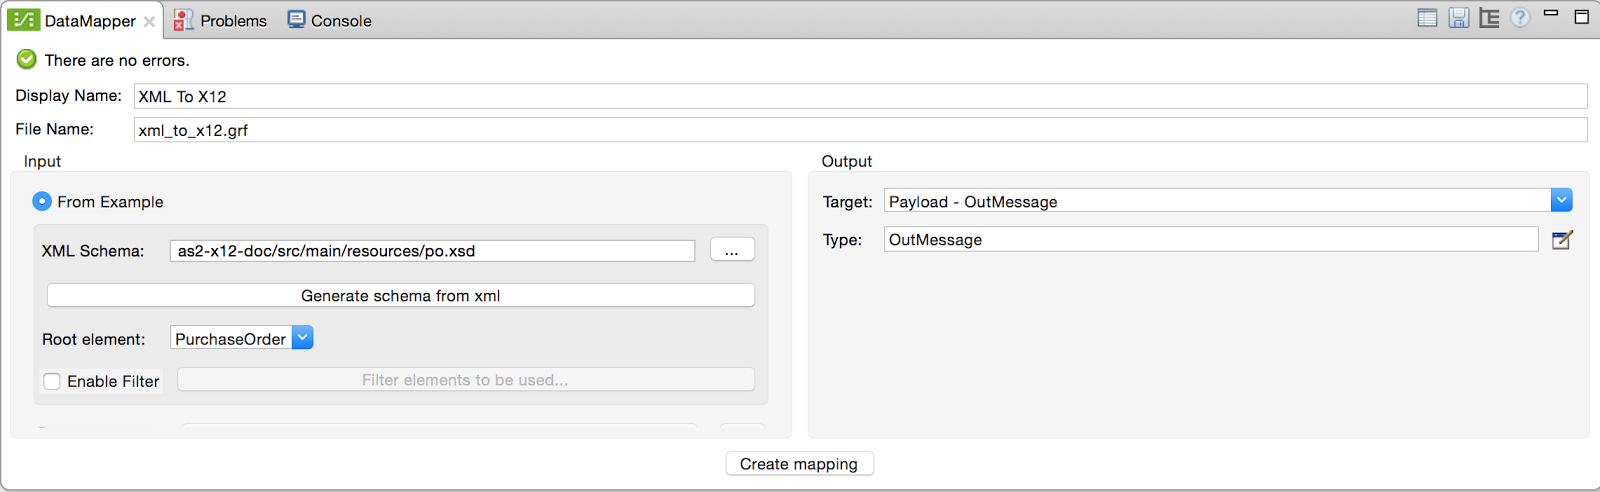 DataMapper Problems Console
There are no errors.
Display Name: XML To X12
File Name: xml_to_x12.grf
Input
From Example
XML Schema: as2-x12-doc/src/main/resources/po.xsd ...
Generate schema from xml
Root element: PurchaseOrder
Enable Filter Filter elements to be used...
Output
Target: Payload - OutMessage
Type: OutMessage
Create mapping